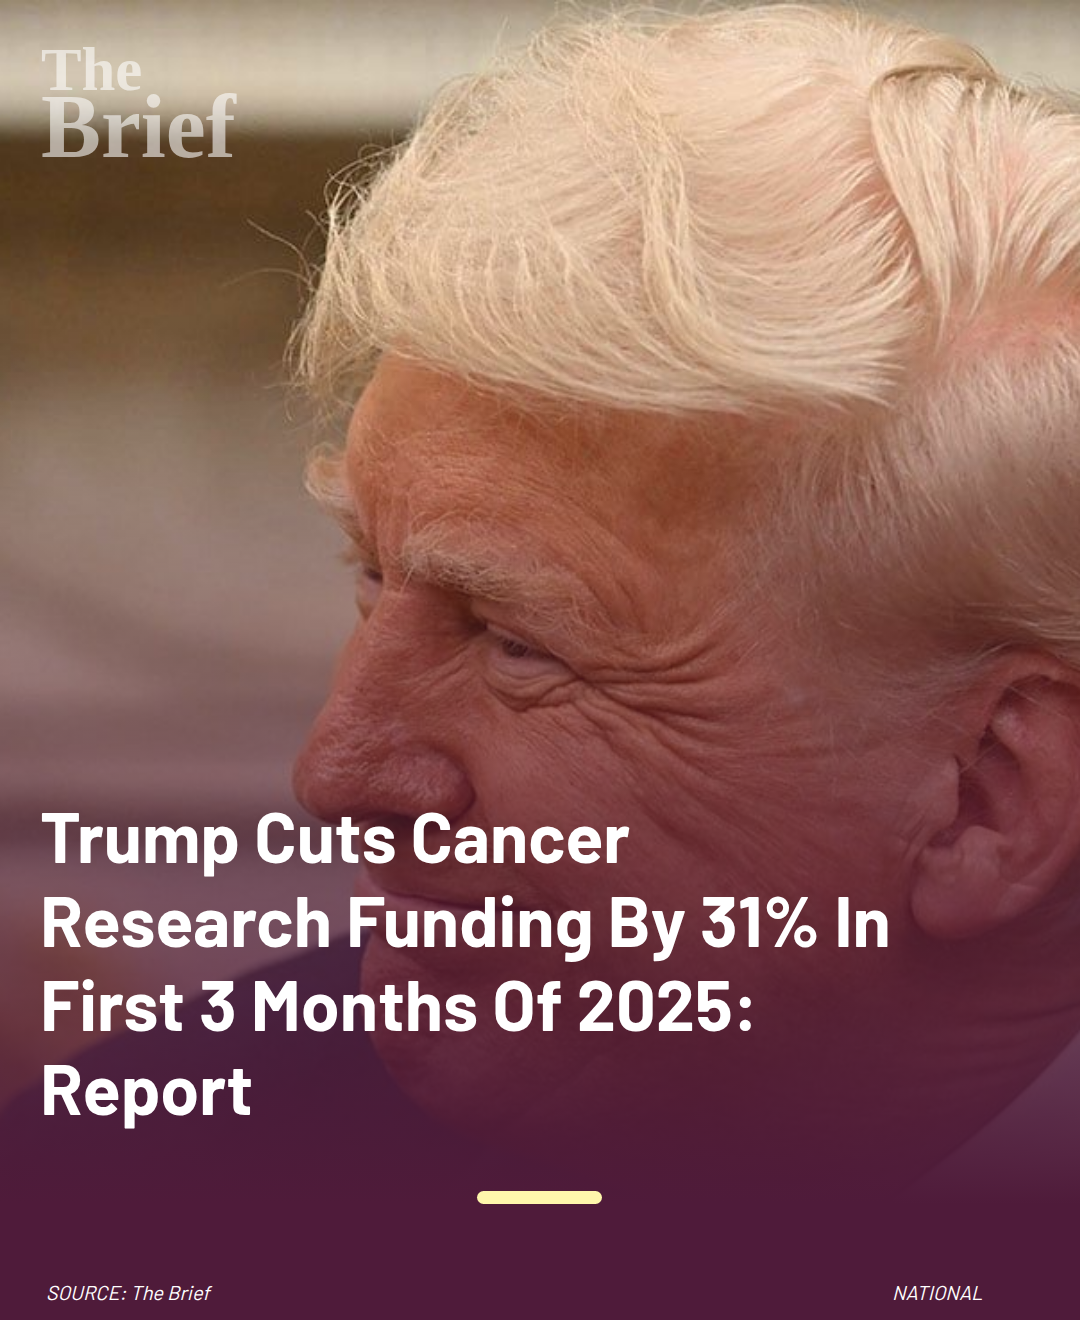 The
Brief
Trump Cuts Cancer
Research Funding By 31% In
First 3 Months Of 2025:
Report
SOURCE: The Brief
NATIONAL